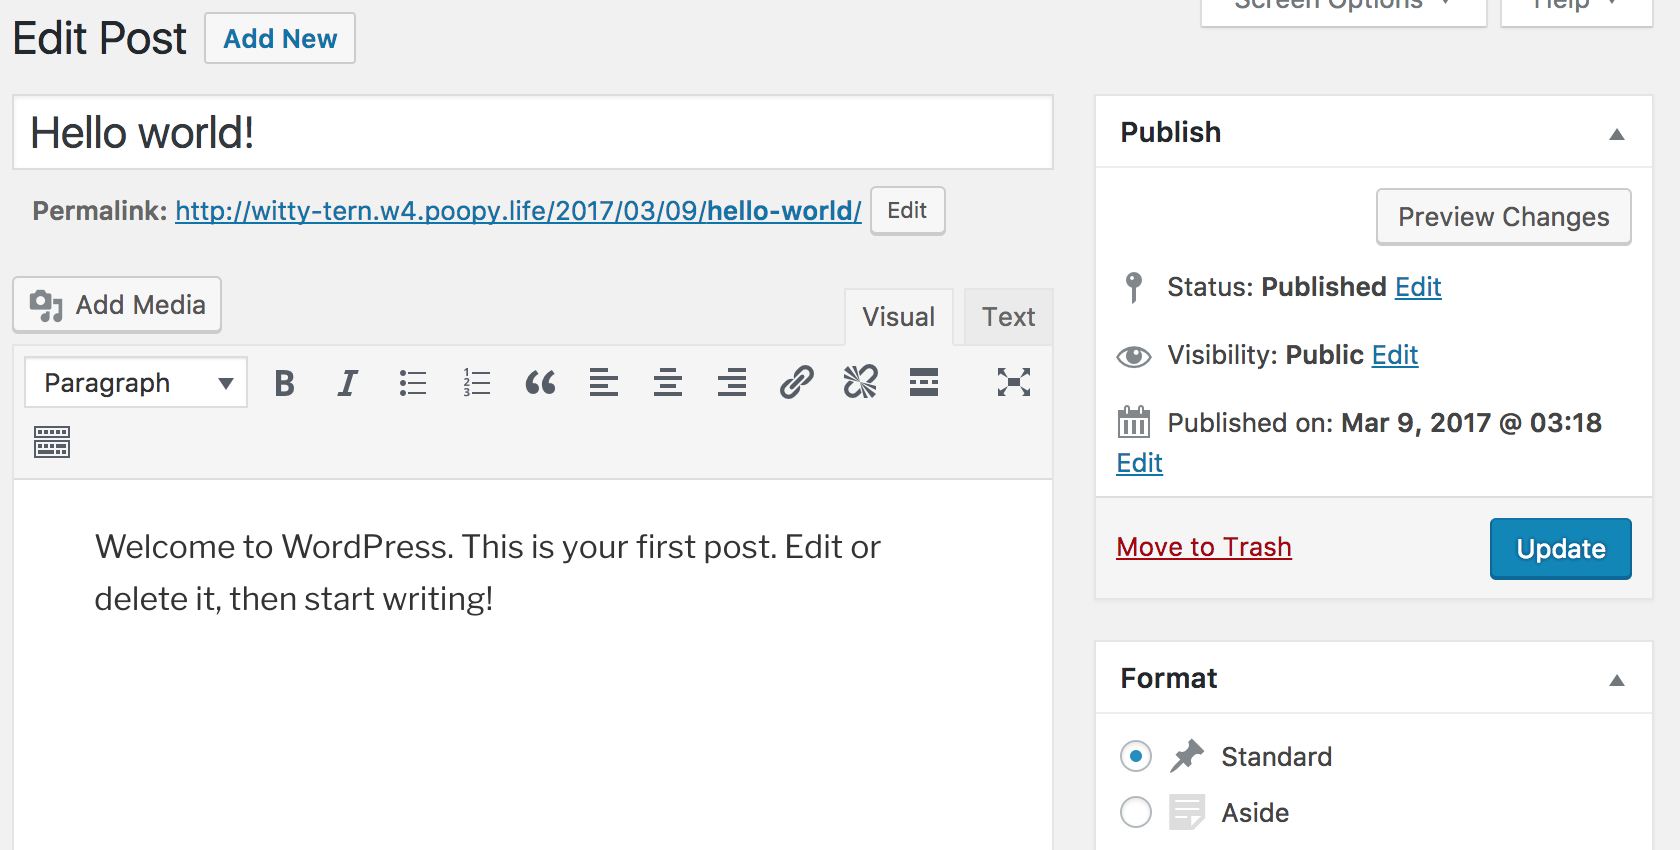 Edit Post
Add New
Screen Options
Help
Hello world!
Permalink: http://witty-tern.w4.poopy.life/2017/03/09/hello-world/
Edit
Add Media
Visual
Text
Paragraph
B
I
Welcome to WordPress. This is your first post. Edit or
delete it, then start writing!
Publish
Preview Changes
Status: Published Edit
Visibility: Public Edit
Published on: Mar 9, 2017 @ 03:18
Edit
Move to Trash
Update
Format
Standard
Aside